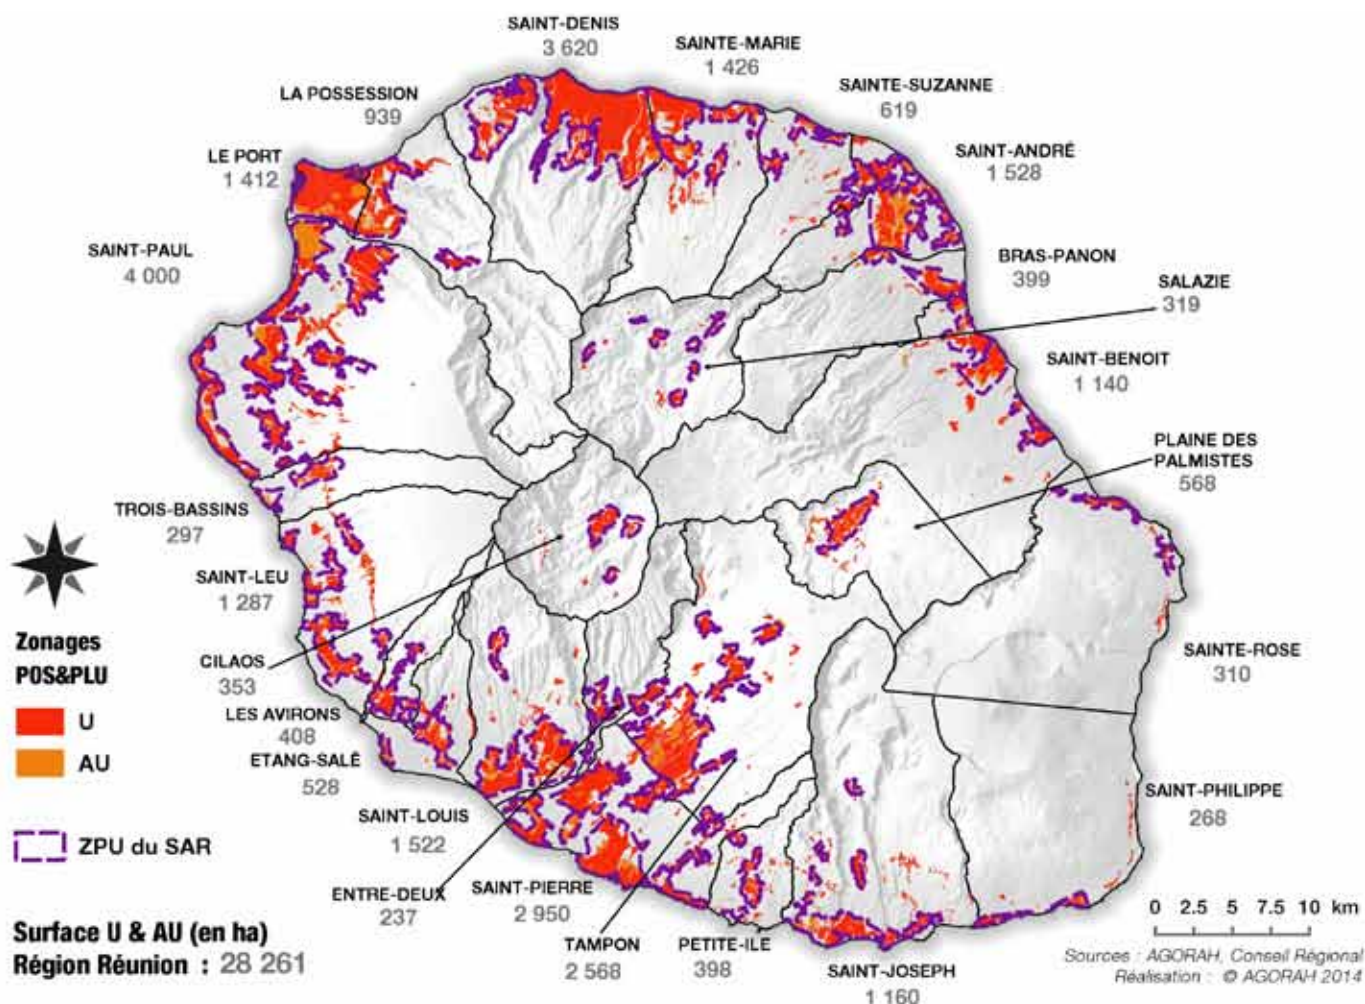 SAINT-DENIS
3 620
SAINTE-MARIE
1 426
SAINTE-SUZANNE
619
LA POSSESSION
939
SAINT-ANDRÉ
1 528
LE PORT
1 412
SAINT-PAUL
4 000
BRAS-PANON
399
SALAZIE
319
SAINT-BENOIT
1 140
PLAINE DES
PALMISTES
568
TROIS-BASSINS
297
SAINT-LEU
1 287
CILAOS
353
LES AVIRONS
408
ETANG-SALÉ
528
SAINT-LOUIS
1 522
ENTRE-DEUX
237
SAINT-PIERRE
2 950
TAMPON
2 568
PETITE-ILE
398
SAINT-JOSEPH
1 160
SAINTE-ROSE
310
SAINT-PHILIPPE
268
Zonages
POS&PLU
U
AU
ZPU du SAR
Surface U & AU (en ha)
Région Réunion : 28 261
0 2.5 5 7.5 10 km
Sources : AGORAH, Conseil Régional
Réalisation : © AGORAH 2014